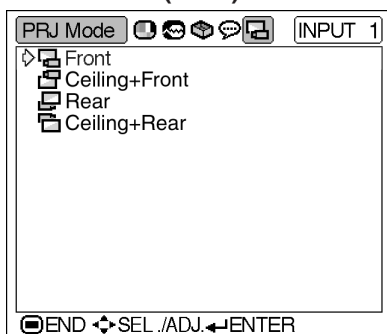 PRJ Mode INPUT 1
Front
Ceiling+Front
Rear
Ceiling+Rear
END SEL./ADJ. ENTER